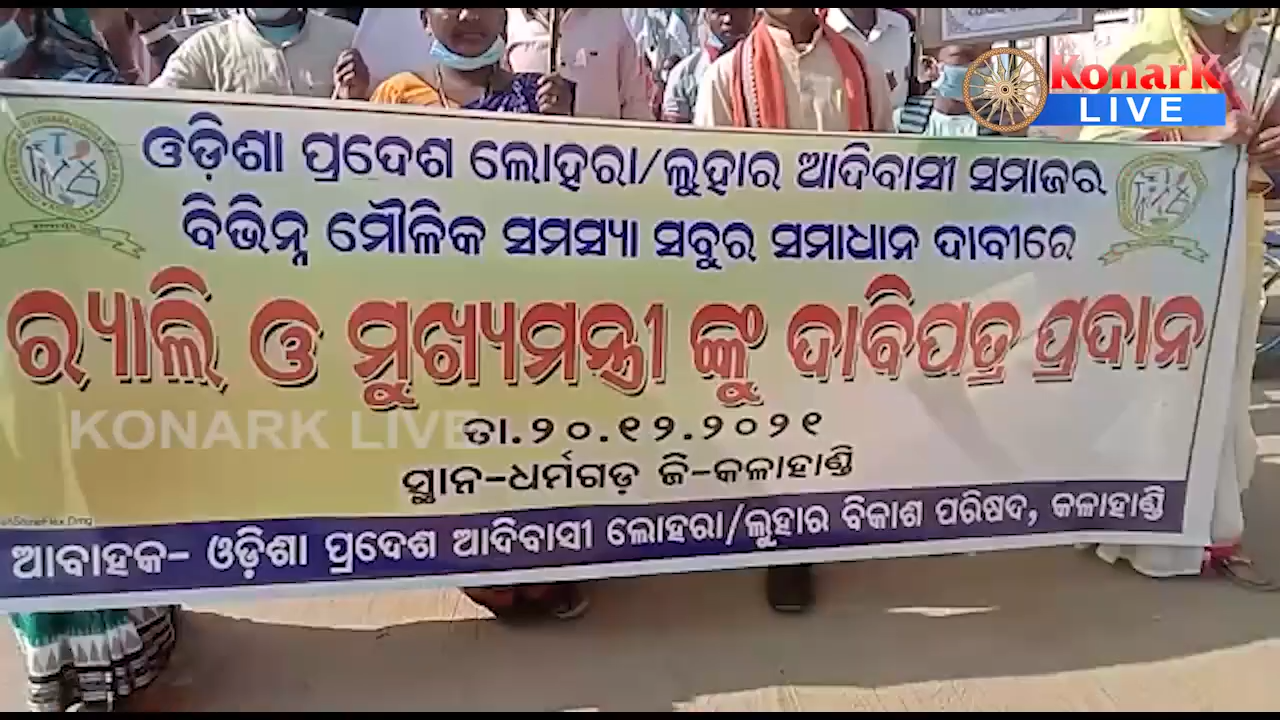 KonarK
LIVE
ଓଡ଼ିଶା ପ୍ରଦେଶ ଲୋହରା/ଲୁହାର ଆଦିବାସୀ ସମାଜର
ବିଭିନ୍ନ ମୌଳିକ ସମସ୍ୟା ସବୁର ସମାଧାନ ଦାବୀରେ
ର‍୍ୟାଲି ଓ ମୁଖ୍ୟମନ୍ତ୍ରୀ ଙ୍କୁ ଦାବିପତ୍ର ପ୍ରଦାନ
KONARK LIVE
ତା.୨୦.୧୨.୨୦୨୧
ସ୍ଥାନ-ଧର୍ମଗଡ଼ ଜି-କଳାହାଣ୍ଡି
ଆବାହକ- ଓଡ଼ିଶା ପ୍ରଦେଶ ଆଦିବାସୀ ଲୋହରା/ଲୁହାର ବିକାଶ ପରିଷଦ, କଳାହାଣ୍ଡି